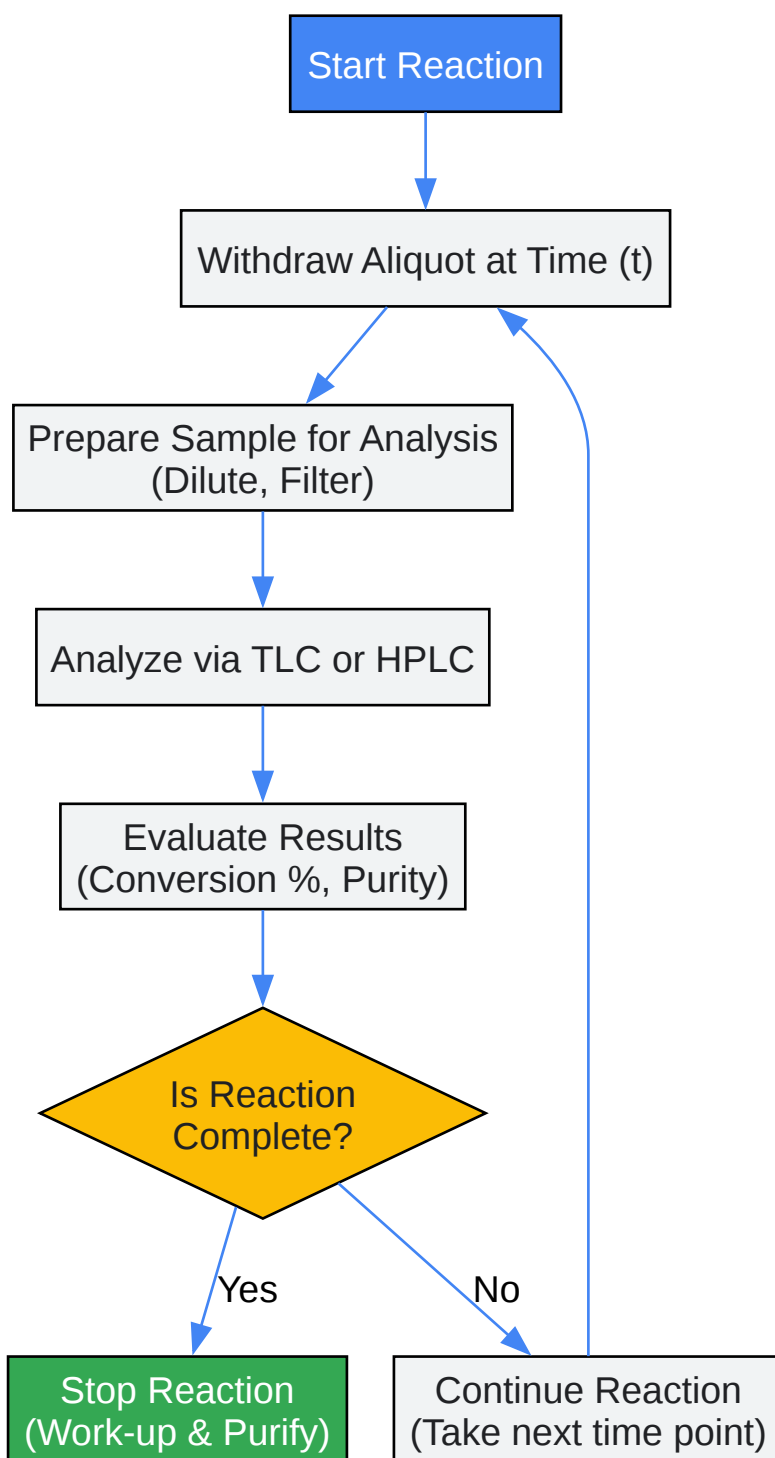 Start Reaction
Withdraw Aliquot at Time (t)
Prepare Sample for Analysis
(Dilute, Filter)
Analyze via TLC or HPLC
Evaluate Results
(Conversion %, Purity)
Is Reaction
Complete?
Yes
No
Stop Reaction
(Work-up & Purify)
Continue Reaction
(Take next time point)